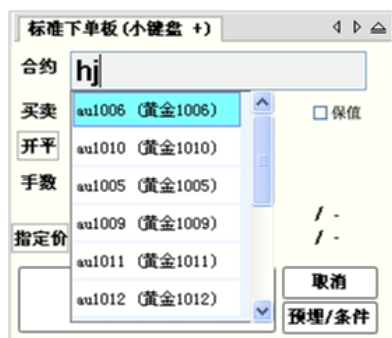 标准下单板(小键盘 +)
合约 hj
买卖 au1006 (黄金1006) 保值
开平 au1010 (黄金1010)
手数 au1005 (黄金1005)
au1009 (黄金1009) / -
指定价 / -
au1011 (黄金1011)
取消
au1012 (黄金1012)
预埋/条件